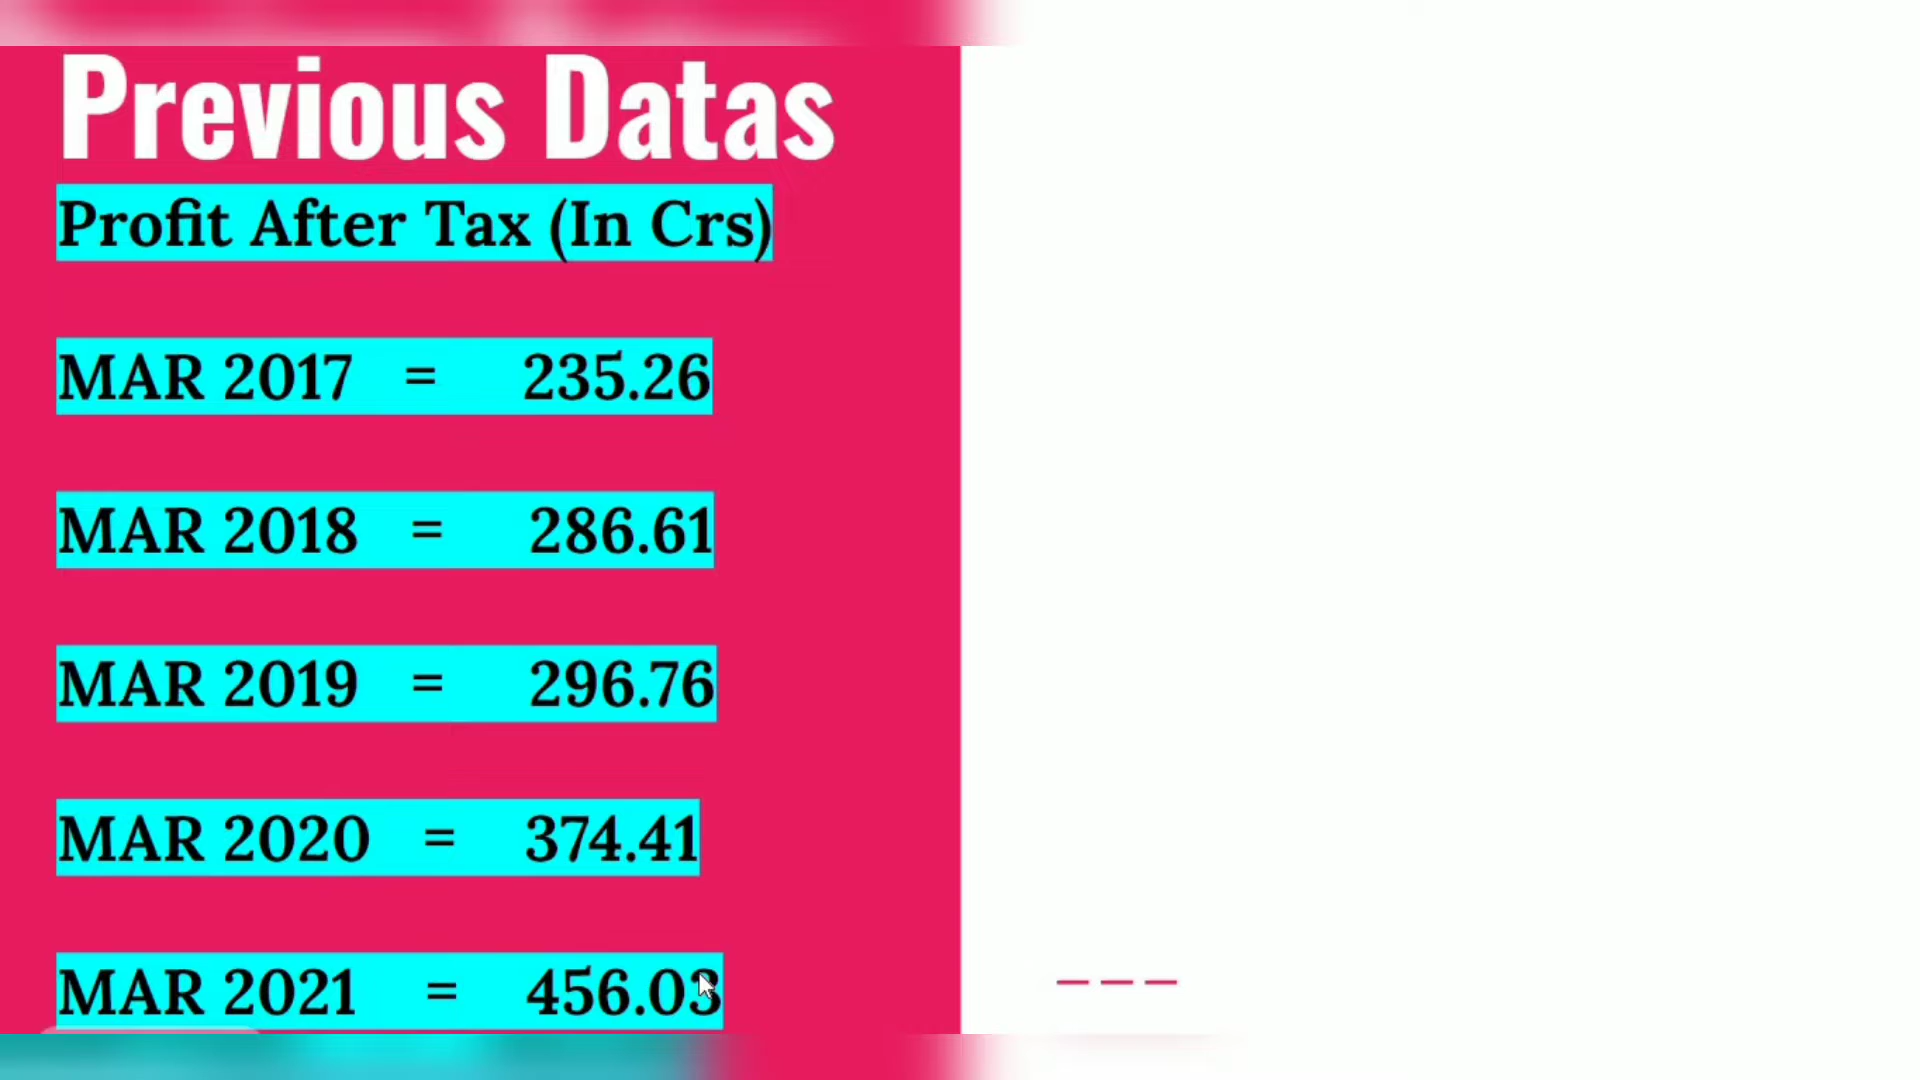 Previous Datas
Profit After Tax (In Crs)
MAR 2017 = 235.26
MAR 2018 = 286.61
MAR 2019 = 296.76
MAR 2020 = 374.41
MAR 2021 = 456.03